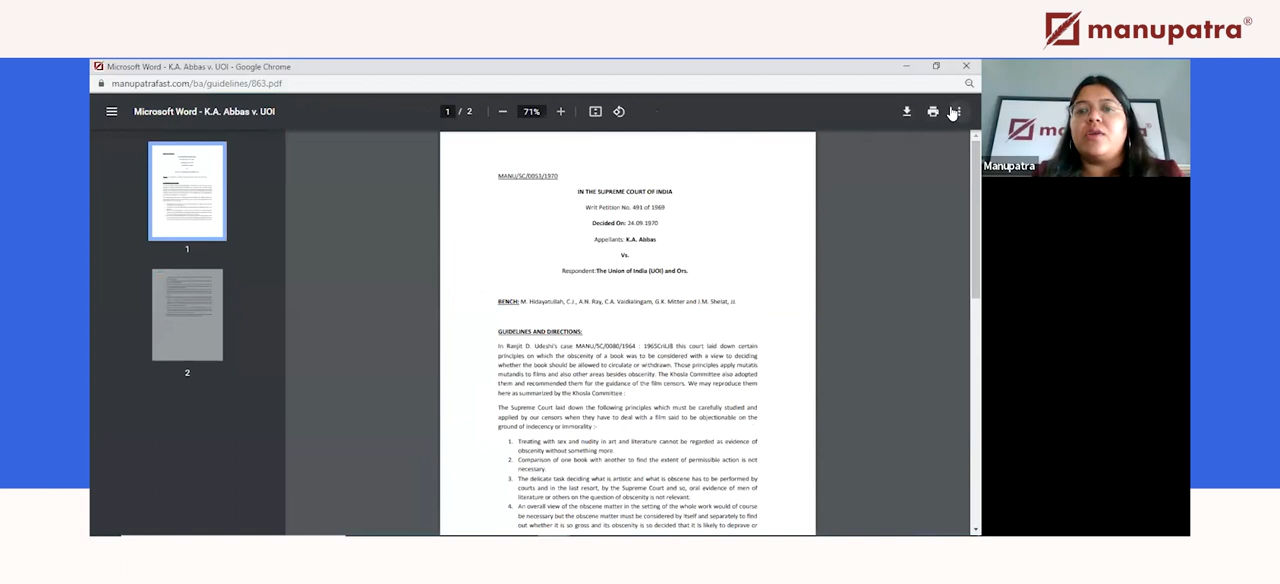 manupatra®
Microsoft Word - K.A. Abbas v. UOI - Google Chrome
manupatrafast.com/ba/guidelines/863.pdf
Microsoft Word - K.A. Abbas v. UOI
1 / 2
71%
1
2
MANU/SC/0053/1970
IN THE SUPREME COURT OF INDIA
Writ Petition No. 491 of 1969
Decided On: 24.09.1970
Appellants: K.A. Abbas
Vs.
Respondent:The Union of India (UOI) and Ors.
BENCH: M. Hidayatullah, C.J., A.N. Ray, C.A. Vaidialingam, G.K. Mitter and J.M. Shelat, JJ.
GUIDELINES AND DIRECTIONS:
In Ranjit D. Udeshi's case MANU/SC/0080/1964 : 1965CriLJ8 this court laid down certain
principles on which the obscenity of a book was to be considered with a view to deciding
whether the book should be allowed to circulate or withdrawn. Those principles apply mutatis
mutandis to films and also other areas besides obscenity. The Khosla Committee also adopted
them and recommended them for the guidance of the film censors. We may reproduce them
here as summarized by the Khosla Committee :
The Supreme Court laid down the following principles which must be carefully studied and
applied by our censors when they have to deal with a film said to be objectionable on the
ground of indecency or immorality :-
1. Treating with sex and nudity in art and literature cannot be regarded as evidence of
obscenity without something more.
2. Comparison of one book with another to find the extent of permissible action is not
necessary.
3. The delicate task deciding what is artistic and what is obscene has to be performed by
courts and in the last resort, by the Supreme Court and so, oral evidence of men of
literature or others on the question of obscenity is not relevant.
4. An overall view of the obscene matter in the setting of the whole work would of course
be necessary but the obscene matter must be considered by itself and separately to find
out whether it is so gross and its obscenity is so decided that it is likely to deprave or
Manupatra